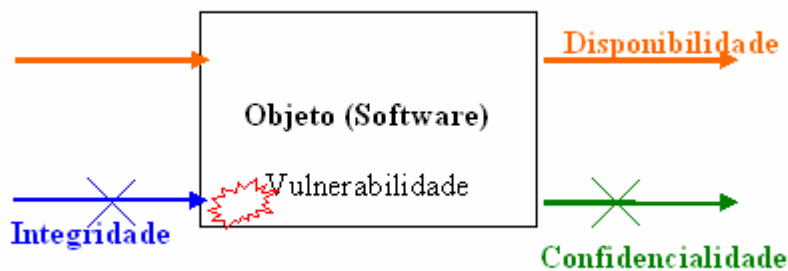 Disponibilidade
Objeto (Software)
Vulnerabilidade
Integridade
Confidencialidade